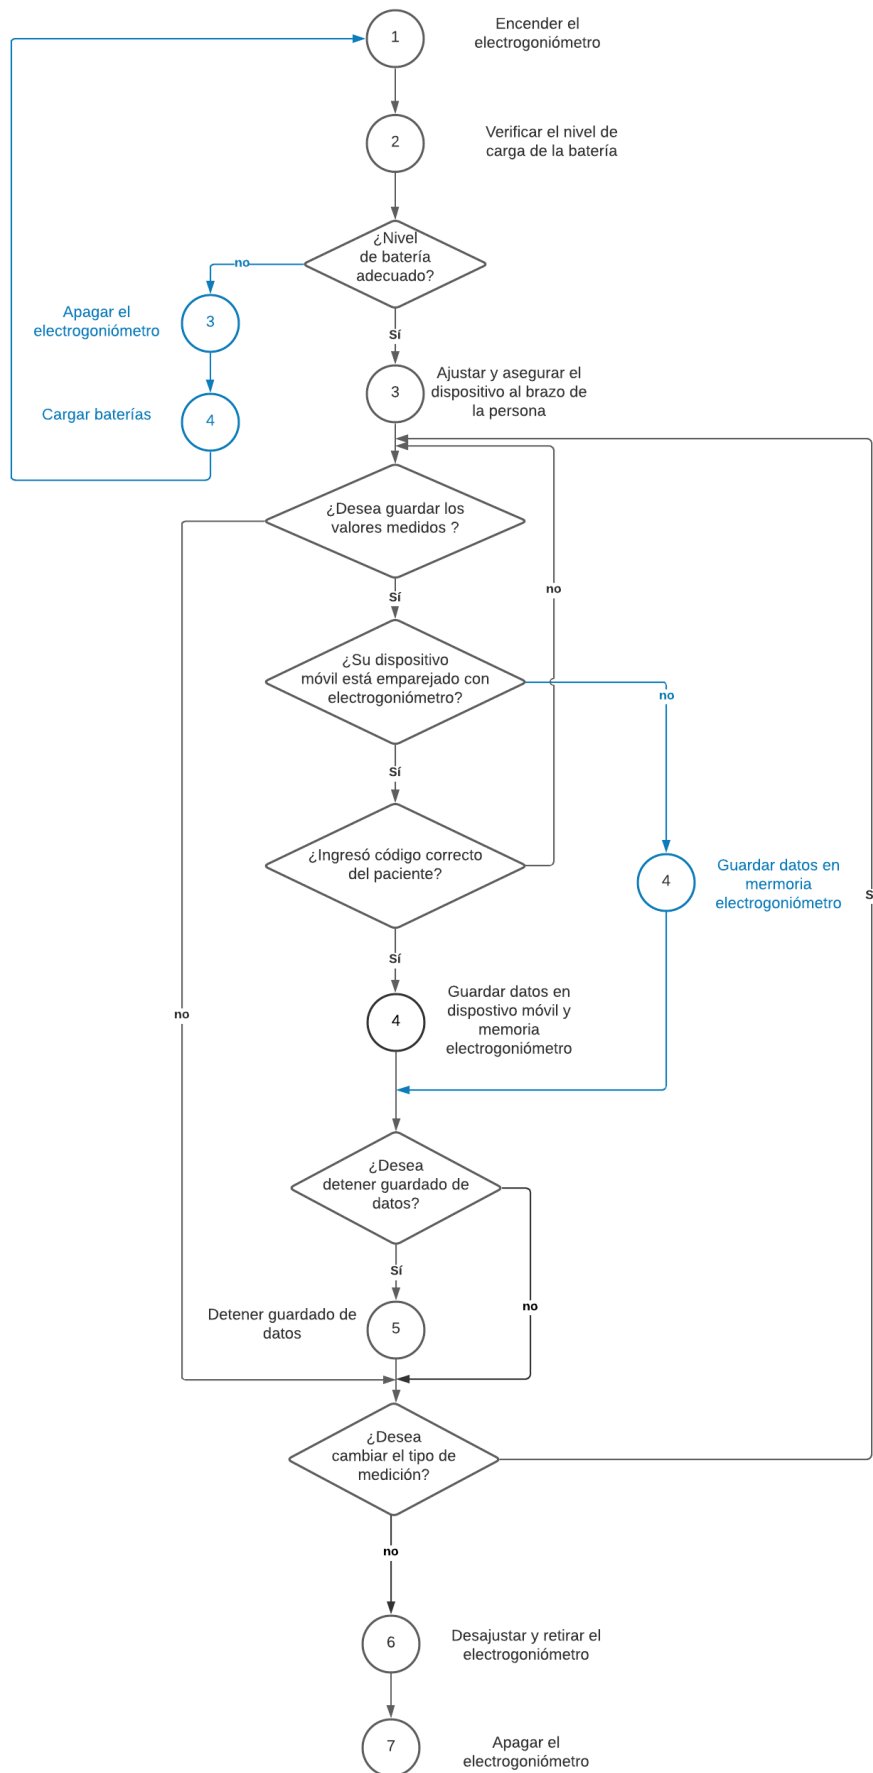 1
Encender el
electrogoniómetro
2
Verificar el nivel de
carga de la batería
¿Nivel
de batería
adecuado?
no
Sí
Apagar el
electrogoniómetro
3
3
Ajustar y asegurar el
dispositivo al brazo de
la persona
Cargar baterías
4
¿Desea guardar los
valores medidos ?
no
Sí
¿Su dispositivo
móvil está emparejado con
electrogoniómetro?
no
Sí
¿Ingresó código correcto
del paciente?
4
Guardar datos en
mermoria
electrogoniómetro
S
Sí
4
Guardar datos en
dispostivo móvil y
memoria
electrogoniómetro
no
¿Desea
detener guardado de
datos?
Sí
no
Detener guardado de
datos
5
¿Desea
cambiar el tipo de
medición?
no
6
Desajustar y retirar el
electrogoniómetro
7
Apagar el
electrogoniómetro